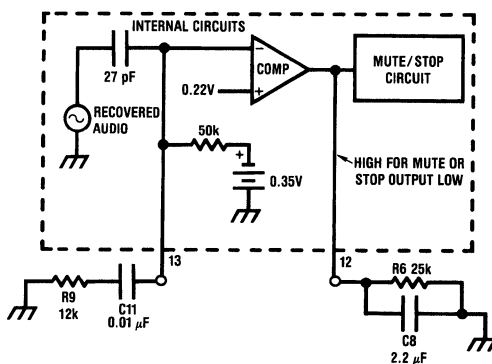 INTERNAL CIRCUITS
27 pF
RECOVERED
AUDIO
−
COMP
+
0.22V
MUTE/STOP
CIRCUIT
50k
+
0.35V
HIGH FOR MUTE OR
STOP OUTPUT LOW
13
12
R9
12k
C11
0.01 μF
R6 25k
C8
2.2 μF